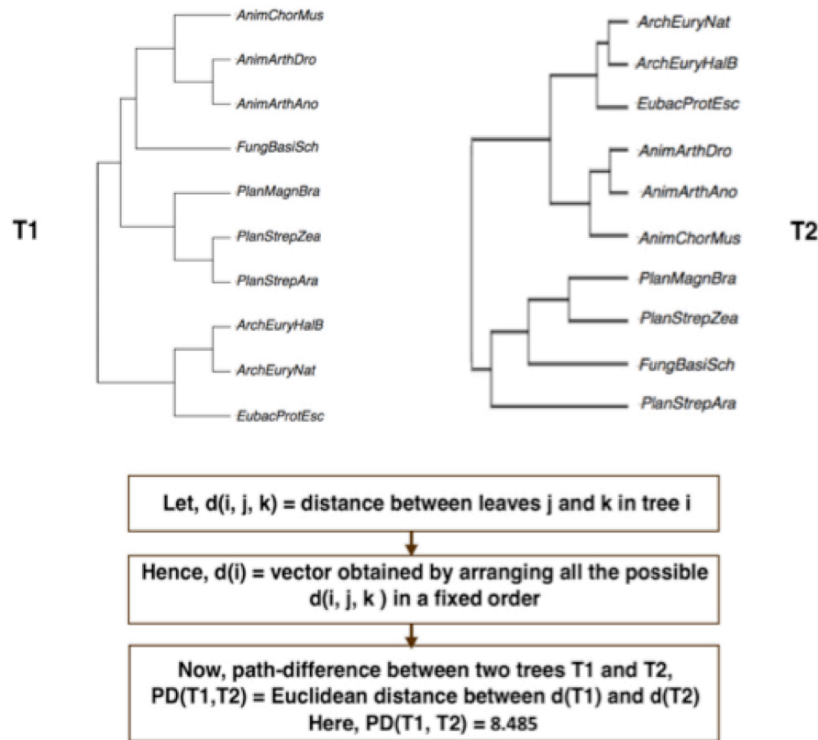 AnimChorMus
AnimArthDro
AnimArthAno
FungBasiSch
PlanMagnBra
T1
PlanStrepZea
PlanStrepAra
ArchEuryHalB
ArchEuryNat
EubacProtEsc
ArchEuryNat
ArchEuryHalB
EubacProtEsc
AnimArthDro
AnimArthAno
AnimChorMus
T2
PlanMagnBra
PlanStrepZea
FungBasiSch
PlanStrepAra
Let, d(i, j, k) = distance between leaves j and k in tree i
Hence, d(i) = vector obtained by arranging all the possible
d(i, j, k ) in a fixed order
Now, path-difference between two trees T1 and T2,
PD(T1,T2) = Euclidean distance between d(T1) and d(T2)
Here, PD(T1, T2) = 8.485